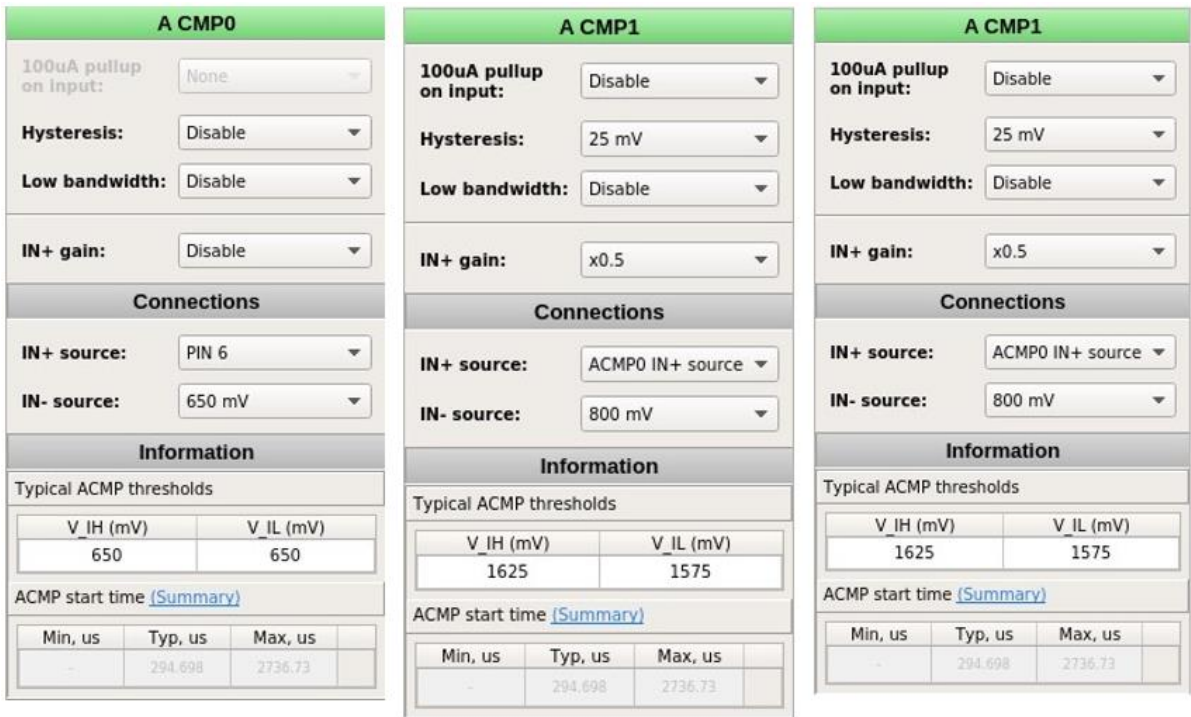 A CMP0
100uA pullup
on input:
None
Hysteresis:
Disable
Low bandwidth:
Disable
IN+ gain:
Disable
Connections
IN+ source:
PIN 6
IN- source:
650 mV
Information
Typical ACMP thresholds
V_IH (mV) V_IL (mV)
650 650
ACMP start time (Summary)
Min, us Typ, us Max, us
- 294.698 2736.73
A CMP1
100uA pullup
on input:
Disable
Hysteresis:
25 mV
Low bandwidth:
Disable
IN+ gain:
x0.5
Connections
IN+ source:
ACMP0 IN+ source
IN- source:
800 mV
Information
Typical ACMP thresholds
V_IH (mV) V_IL (mV)
1625 1575
ACMP start time (Summary)
Min, us Typ, us Max, us
- 294.698 2736.73
A CMP1
100uA pullup
on input:
Disable
Hysteresis:
25 mV
Low bandwidth:
Disable
IN+ gain:
x0.5
Connections
IN+ source:
ACMP0 IN+ source
IN- source:
800 mV
Information
Typical ACMP thresholds
V_IH (mV) V_IL (mV)
1625 1575
ACMP start time (Summary)
Min, us Typ, us Max, us
- 294.698 2736.73